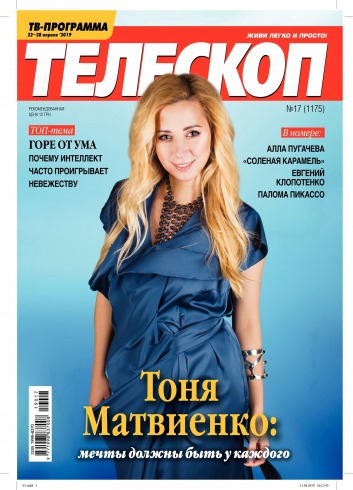 ТВ-ПРОГРАММА
22–28 апреля '2019
ЖИВИ ЛЕГКО И ПРОСТО!
ТЕЛЕСКОП
РЕКОМЕНДОВАННАЯ
ЦЕНА 12 ГРН.
№17 (1175)
ТОП-тема
ГОРЕ ОТ УМА
ПОЧЕМУ ИНТЕЛЛЕКТ
ЧАСТО ПРОИГРЫВАЕТ
НЕВЕЖЕСТВУ
В номере:
АЛЛА ПУГАЧЕВА
«СОЛЕНАЯ КАРАМЕЛЬ»
ЕВГЕНИЙ
КЛОПОТЕНКО
ПАЛОМА ПИКАССО
Тоня
Матвиенко:
мечты должны быть у каждого